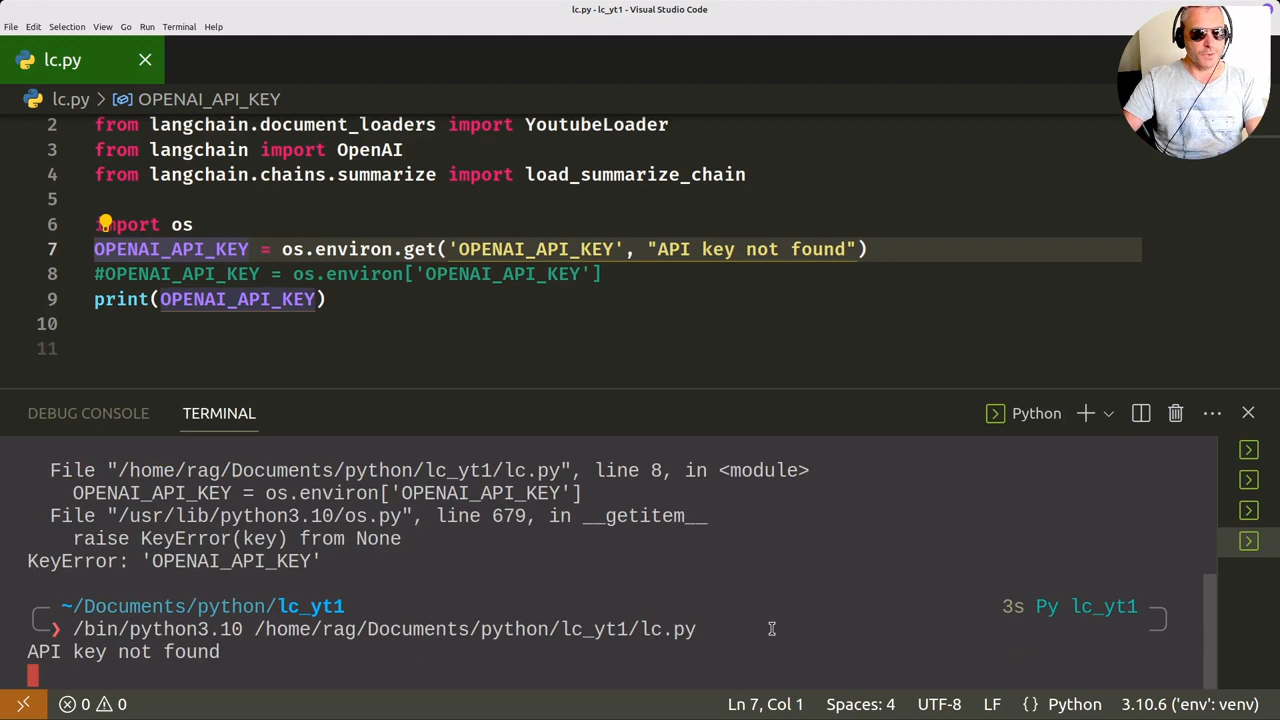 lc.py - lc_yt1 - Visual Studio Code
File Edit Selection View Go Run Terminal Help
lc.py
lc.py > OPENAI_API_KEY
2 from langchain.document_loaders import YoutubeLoader
3 from langchain import OpenAI
4 from langchain.chains.summarize import load_summarize_chain
5
6 import os
7 OPENAI_API_KEY = os.environ.get('OPENAI_API_KEY', "API key not found")
8 #OPENAI_API_KEY = os.environ['OPENAI_API_KEY']
9 print(OPENAI_API_KEY)
10
11
DEBUG CONSOLE TERMINAL Python
File "/home/rag/Documents/python/lc_yt1/lc.py", line 8, in <module>
OPENAI_API_KEY = os.environ['OPENAI_API_KEY']
File "/usr/lib/python3.10/os.py", line 679, in __getitem__
raise KeyError(key) from None
KeyError: 'OPENAI_API_KEY'
~/Documents/python/lc_yt1 3s Py lc_yt1
❯ /bin/python3.10 /home/rag/Documents/python/lc_yt1/lc.py
API key not found
0 0 Ln 7, Col 1 Spaces: 4 UTF-8 LF {} Python 3.10.6 ('env': venv)